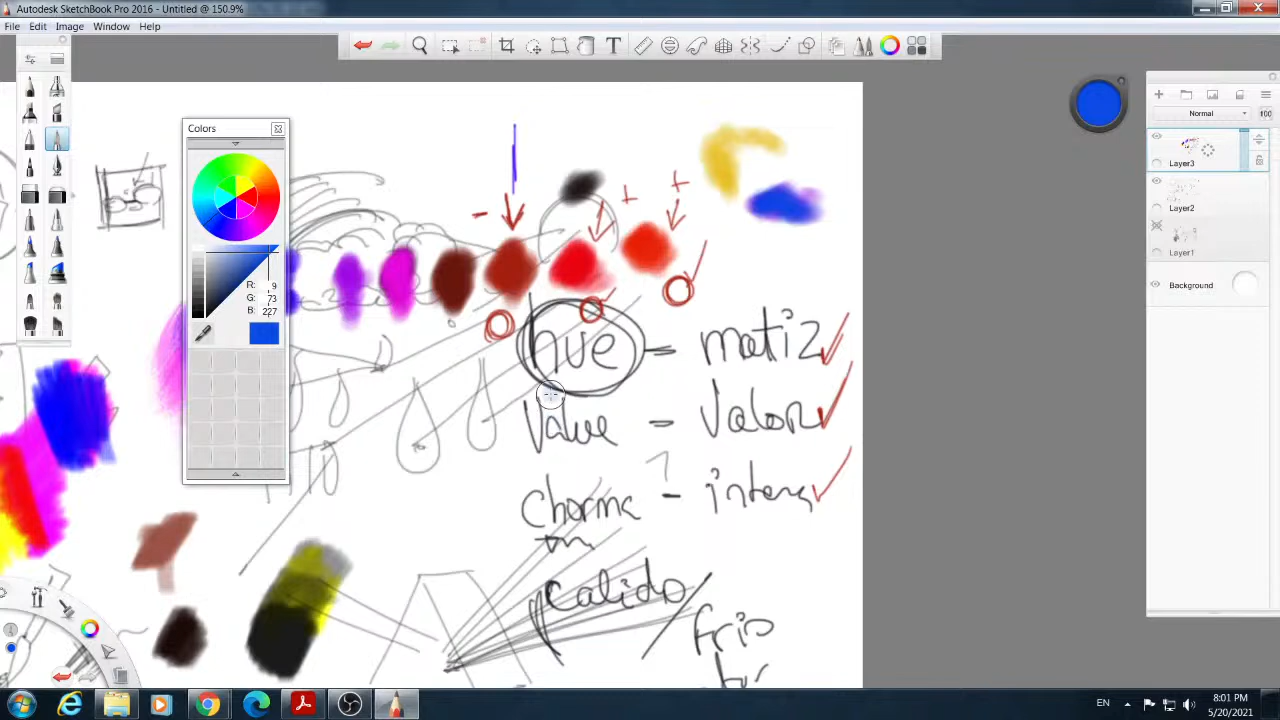 Autodesk SketchBook Pro 2016 - Untitled @ 150.9%
File Edit Image Window Help
Normal 100
Colors
Layer3
Layer2
Layer1
Background
R: 9
G: 73
B: 227
- + +
hue = matiz
Value - Valor
?
chorma -
calido /
frio
EN 8:01 PM
5/20/2021